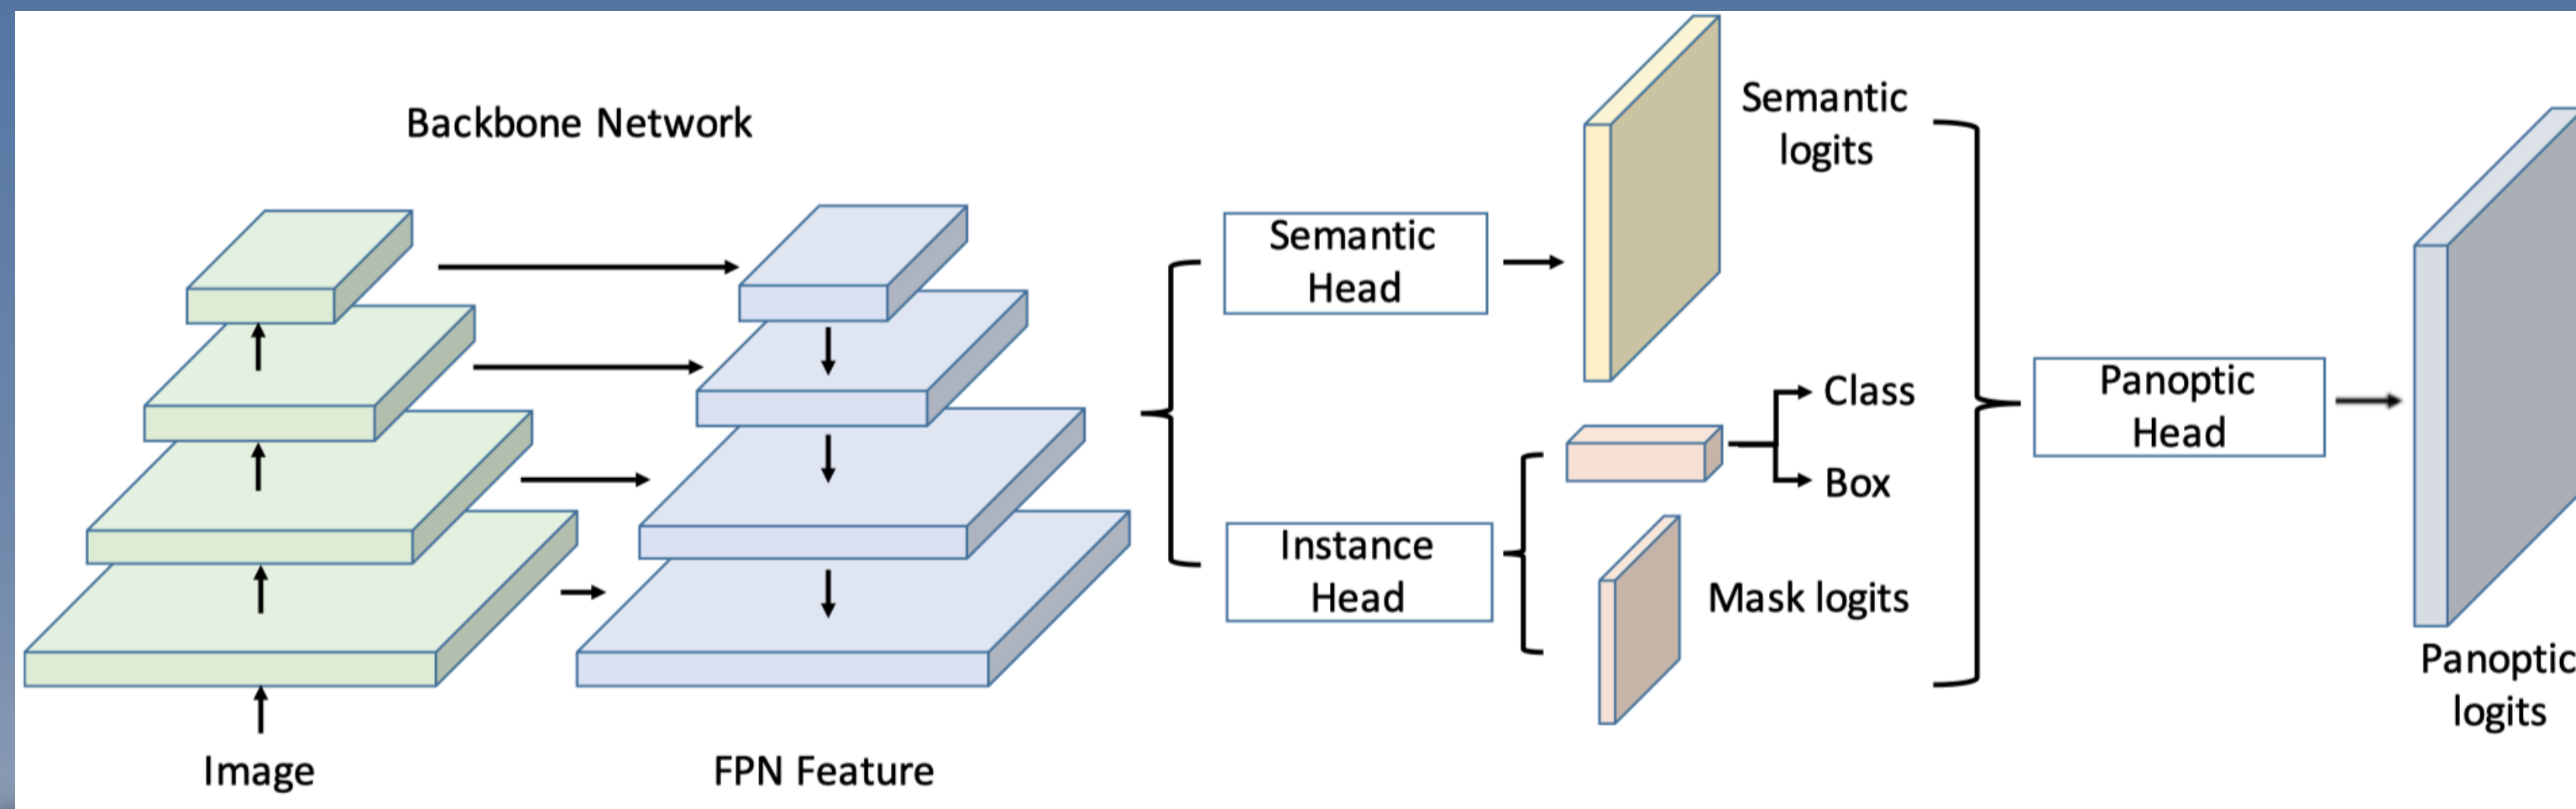 Backbone Network
Image
FPN Feature
Semantic
Head
Instance
Head
Semantic
logits
Class
Box
Mask logits
Panoptic
Head
Panoptic
logits